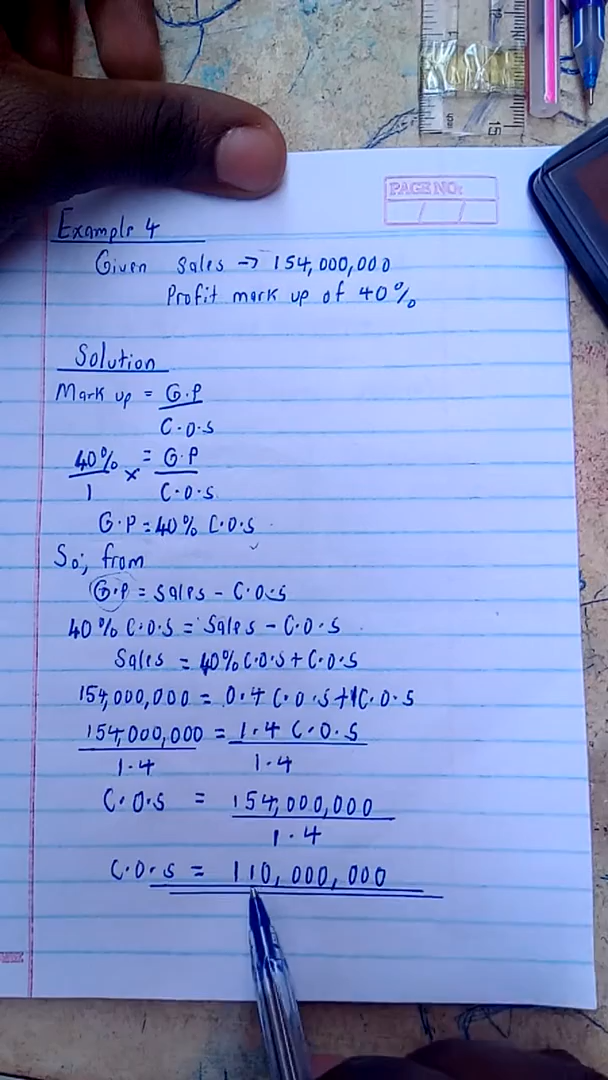 PAGE NO:
/ /
Example 4
Given sales → 154,000,000
Profit mark up of 40%
Solution
Mark up = G.P
C.O.S
40% × = G.P
1 C.O.S
G.P = 40% C.O.S
So; from
G.P = Sales - C.O.S
40% C.O.S = Sales - C.O.S
Sales = 40% C.O.S + C.O.S
154,000,000 = 0.4 C.O.S + 1C.O.S
154,000,000 = 1.4 C.O.S
1.4 1.4
C.O.S = 154,000,000
1.4
C.O.S = 110,000,000